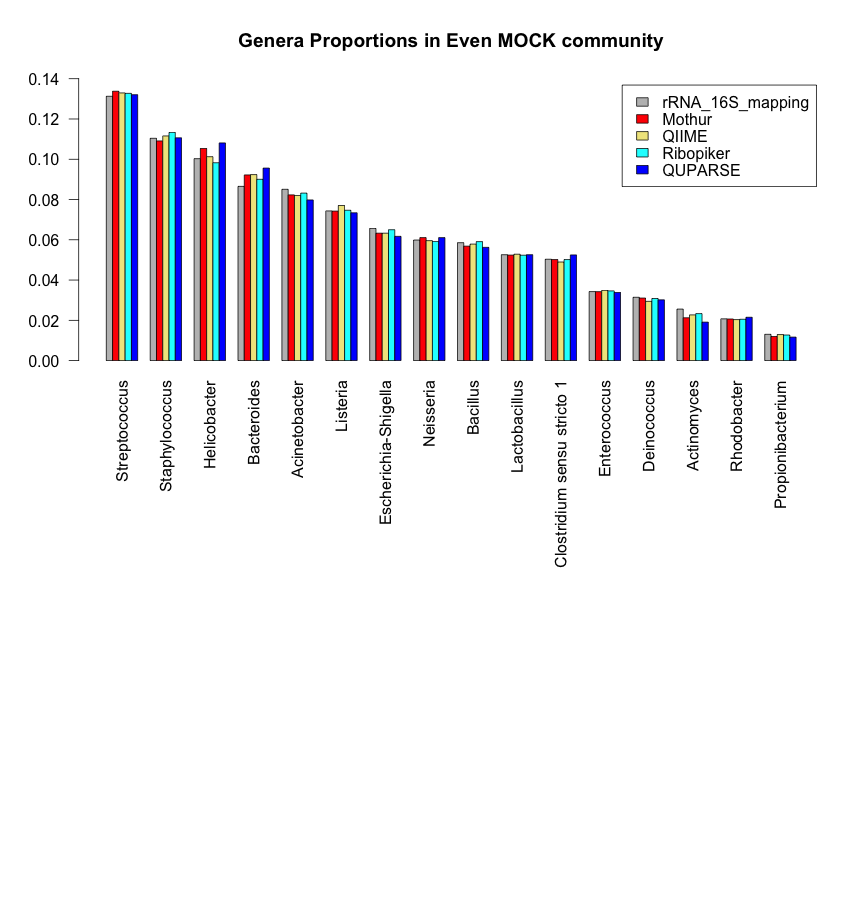 Genera Proportions in Even MOCK community
0.14
0.12
0.10
0.08
0.06
0.04
0.02
0.00
rRNA_16S_mapping
Mothur
QIIME
Ribopiker
QUPARSE
Streptococcus
Staphylococcus
Helicobacter
Bacteroides
Acinetobacter
Listeria
Escherichia-Shigella
Neisseria
Bacillus
Lactobacillus
Clostridium sensu stricto 1
Enterococcus
Deinococcus
Actinomyces
Rhodobacter
Propionibacterium